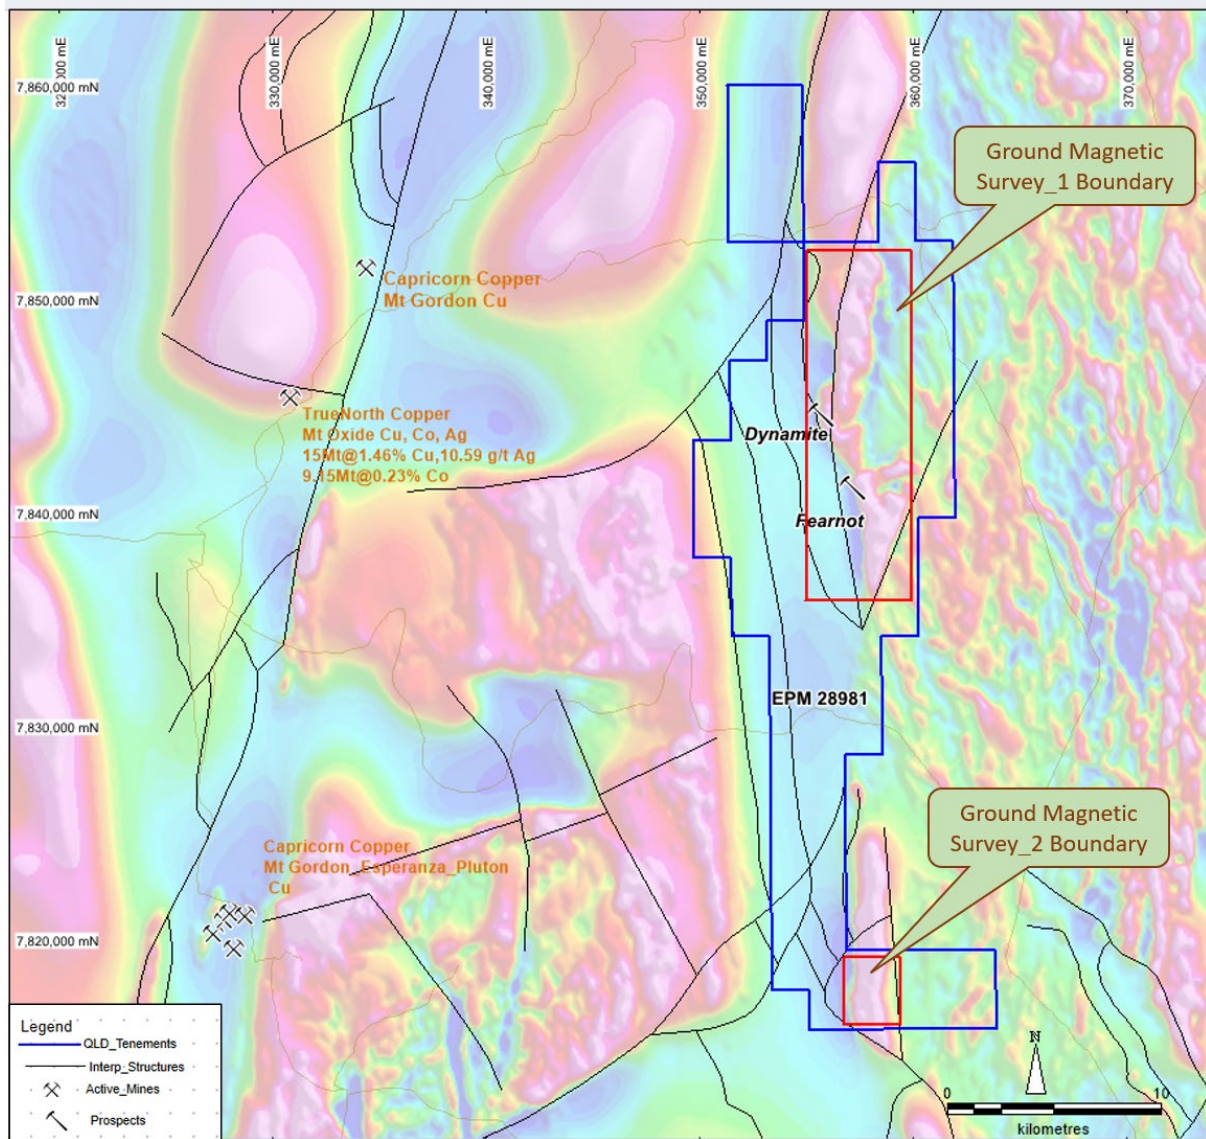 320,000 mE
330,000 mE
340,000 mE
350,000 mE
360,000 mE
370,000 mE
7,860,000 mN
Ground Magnetic
Survey_1 Boundary
Capricorn Copper
Mt Gordon Cu
7,850,000 mN
TrueNorth Copper
Mt Oxide Cu, Co, Ag
15Mt@1.46% Cu,10.59 g/t Ag
9.15Mt@0.23% Co
Dynamite
7,840,000 mN
Fearnot
EPM 28981
7,830,000 mN
Ground Magnetic
Survey_2 Boundary
Capricorn Copper
Mt Gordon_Esperanza_Pluton
Cu
7,820,000 mN
Legend
QLD_Tenements
Interp_Structures
Active_Mines
Prospects
N
0 10
kilometres